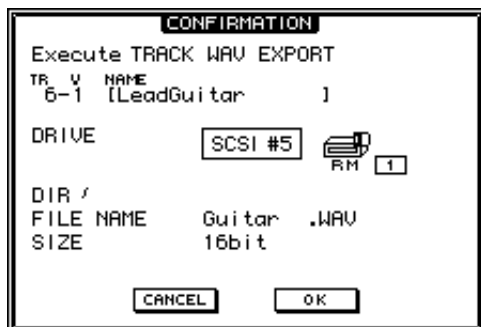 CONFIRMATION
Execute TRACK WAV EXPORT
TR V NAME
6-1 [LeadGuitar ]
DRIVE SCSI #5
RM 1
DIR /
FILE NAME Guitar .WAV
SIZE 16bit
CANCEL OK